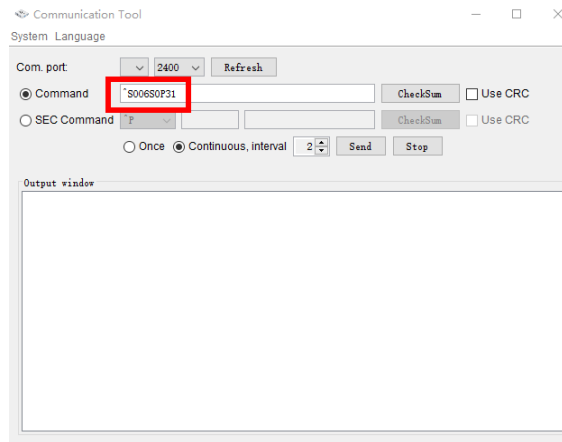 Communication Tool
System Language
Com. port: 2400 Refresh
Command ^S006S0P31 CheckSum Use CRC
SEC Command ^P CheckSum Use CRC
Once Continuous, interval 2 Send Stop
Output window